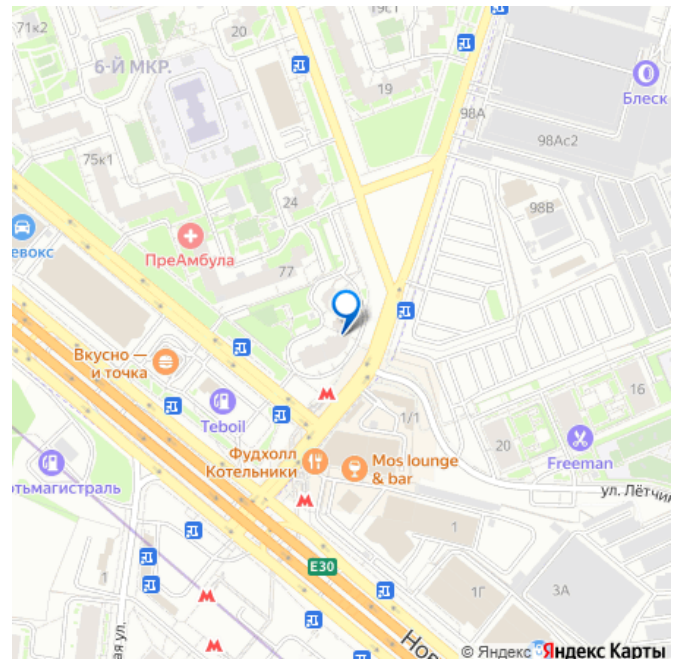 71к2
20
19с1
6-Й МКР.
19
Блеск
98А
98Ас2
75к1
24
98В
евокс
ПреАмбула
77
Вкусно —
и точка
Teboil
16
1/1
20
Фудхолл
Котельники
Mos lounge
& bar
Freeman
ртьмагистраль
ул. Лётчик
1
E30
1
1Г
3А
ая ул.
Нов
© Яндекс
Яндекс Карты